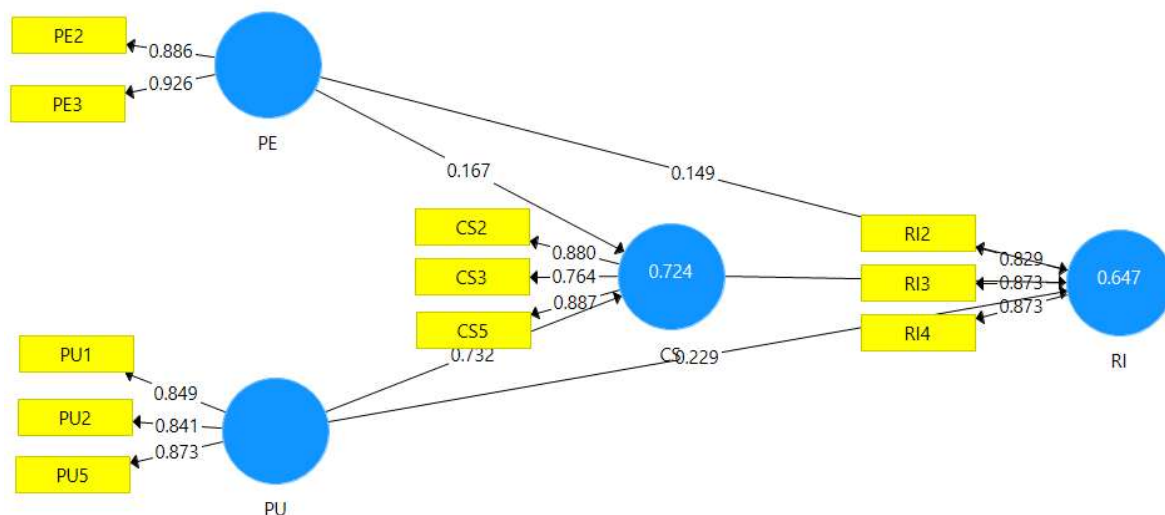 PE2
0.886
PE3
0.926
PE
0.167
0.149
CS2
0.880
CS3
0.764
CS5
0.887
0.724
CS
RI2
0.829
RI3
0.873
RI4
0.873
0.647
RI
0.732
0.229
PU1
0.849
PU2
0.841
PU5
0.873
PU